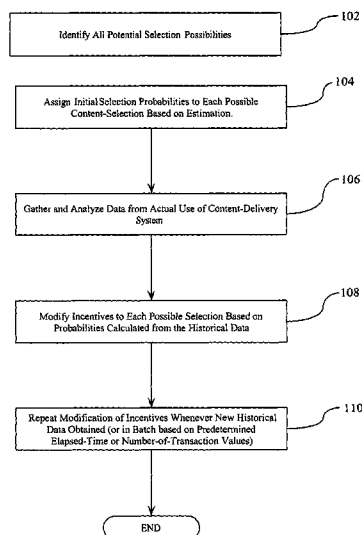 102
Identify All Potential Selection Possibilities
104
Assign Initial Selection Probabilities to Each Possible
Content-Selection Based on Estimation.
106
Gather and Analyze Data from Actual Use of Content-Delivery
System
108
Modify Incentives to Each Possible Selection Based on
Probabilities Calculated from the Historical Data
110
Repeat Modification of Incentives Whenever New Historical
Data Obtained (or in Batch based on Predetermined
Elapsed-Time or Number-of-Transaction Values)
END